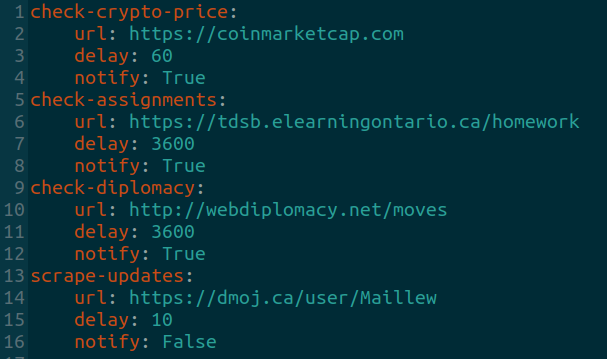 1 check-crypto-price:
2     url: https://coinmarketcap.com
3     delay: 60
4     notify: True
5 check-assignments:
6     url: https://tdsb.elearningontario.ca/homework
7     delay: 3600
8     notify: True
9 check-diplomacy:
10     url: http://webdiplomacy.net/moves
11     delay: 3600
12     notify: True
13 scrape-updates:
14     url: https://dmoj.ca/user/Maillew
15     delay: 10
16     notify: False